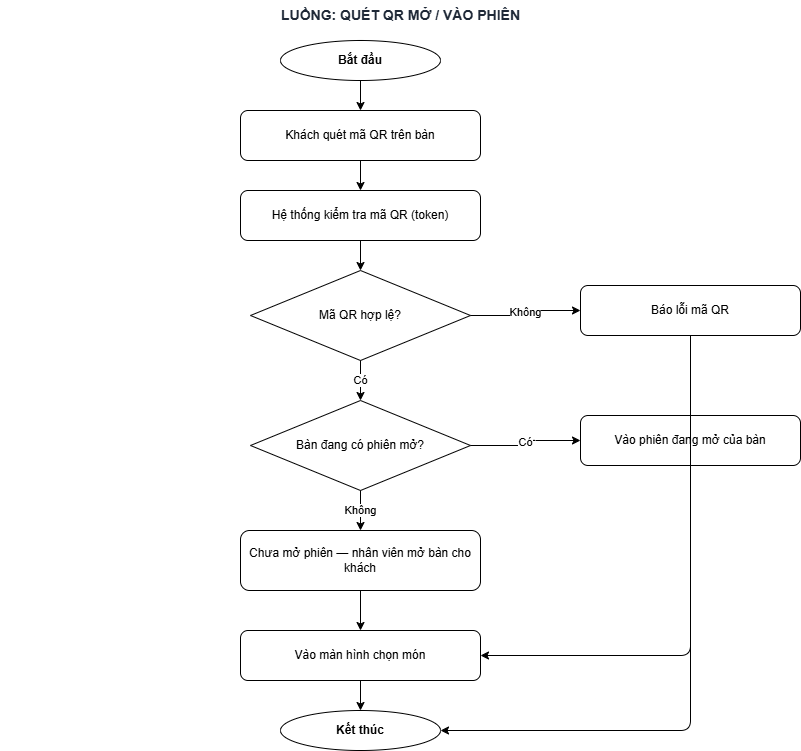 LUỒNG: QUÉT QR MỞ / VÀO PHIÊN
Bắt đầu
Khách quét mã QR trên bàn
Hệ thống kiểm tra mã QR (token)
Mã QR hợp lệ?
Không
Báo lỗi mã QR
Có
Bàn đang có phiên mở?
Có
Vào phiên đang mở của bàn
Không
Chưa mở phiên — nhân viên mở bàn cho
khách
Vào màn hình chọn món
Kết thúc